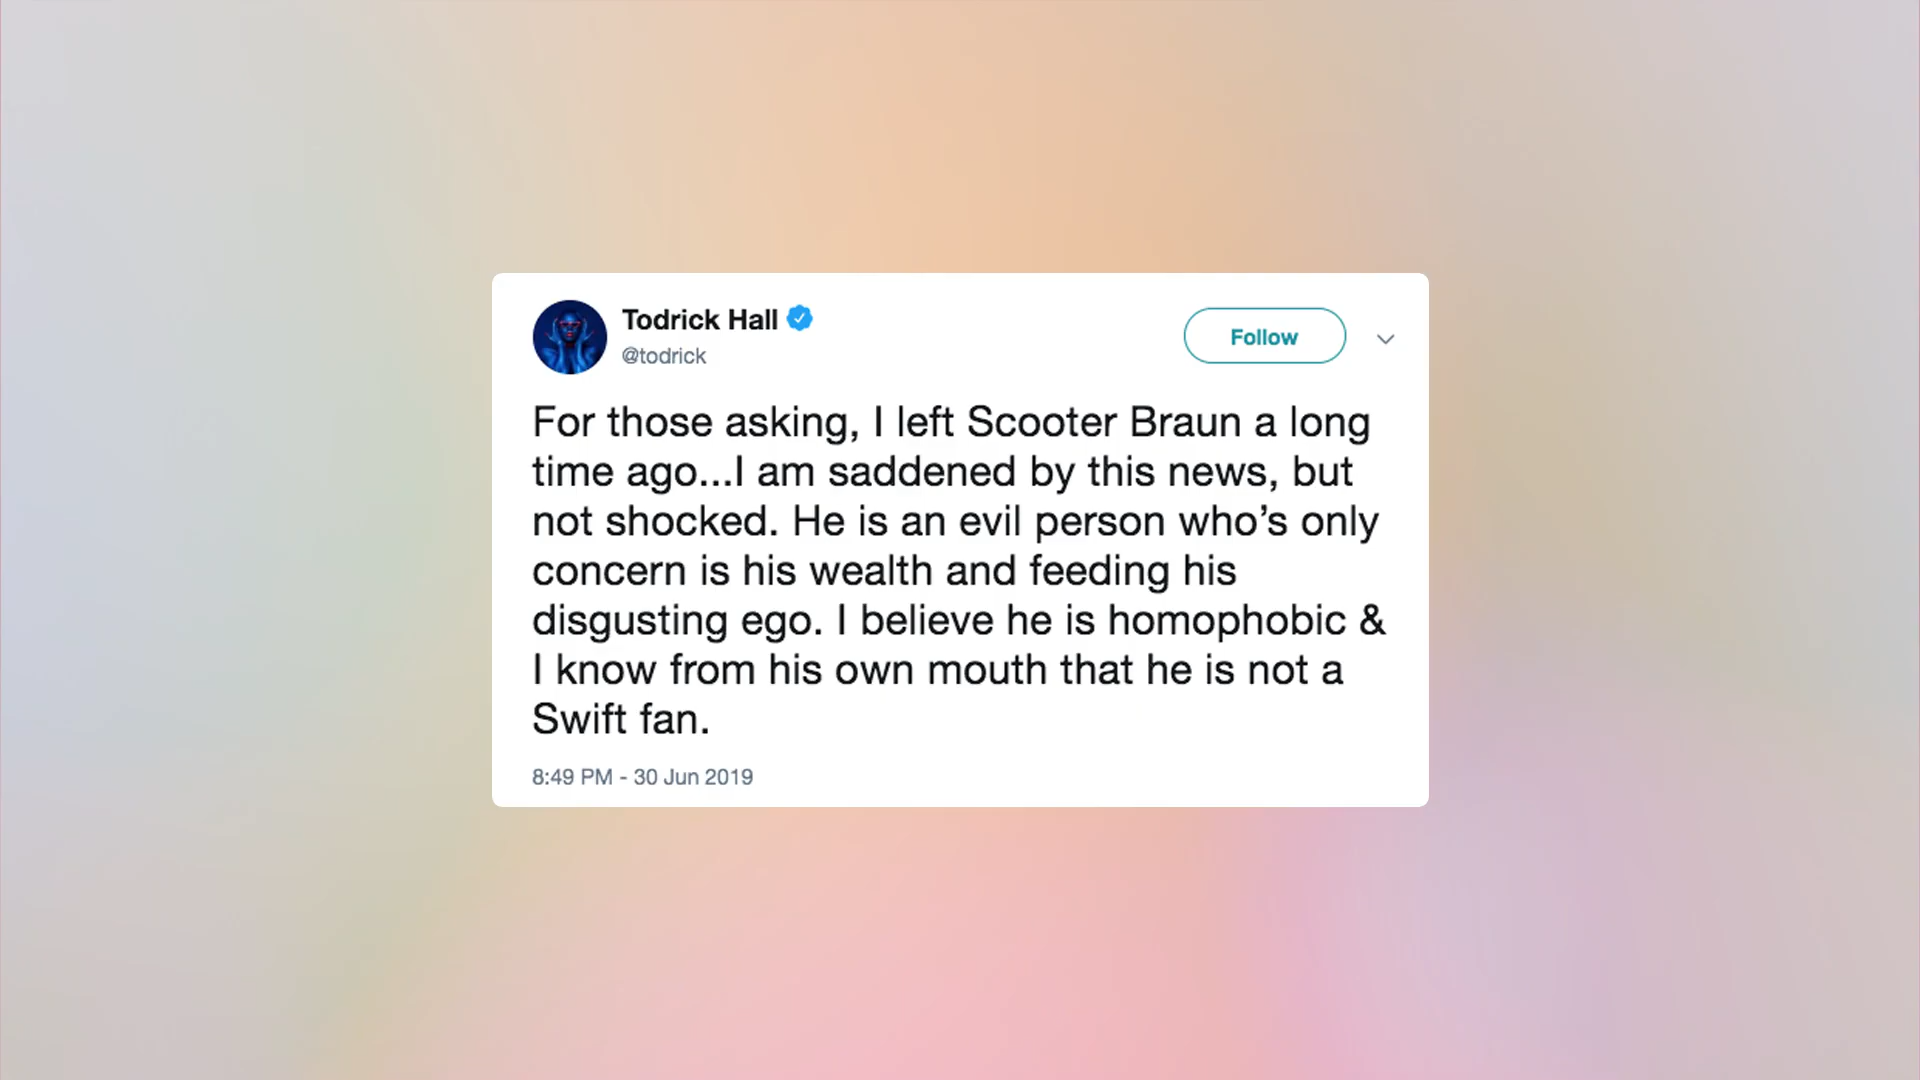 Todrick Hall
@todrick
Follow
For those asking, I left Scooter Braun a long
time ago...I am saddened by this news, but
not shocked. He is an evil person who’s only
concern is his wealth and feeding his
disgusting ego. I believe he is homophobic &
I know from his own mouth that he is not a
Swift fan.
8:49 PM - 30 Jun 2019